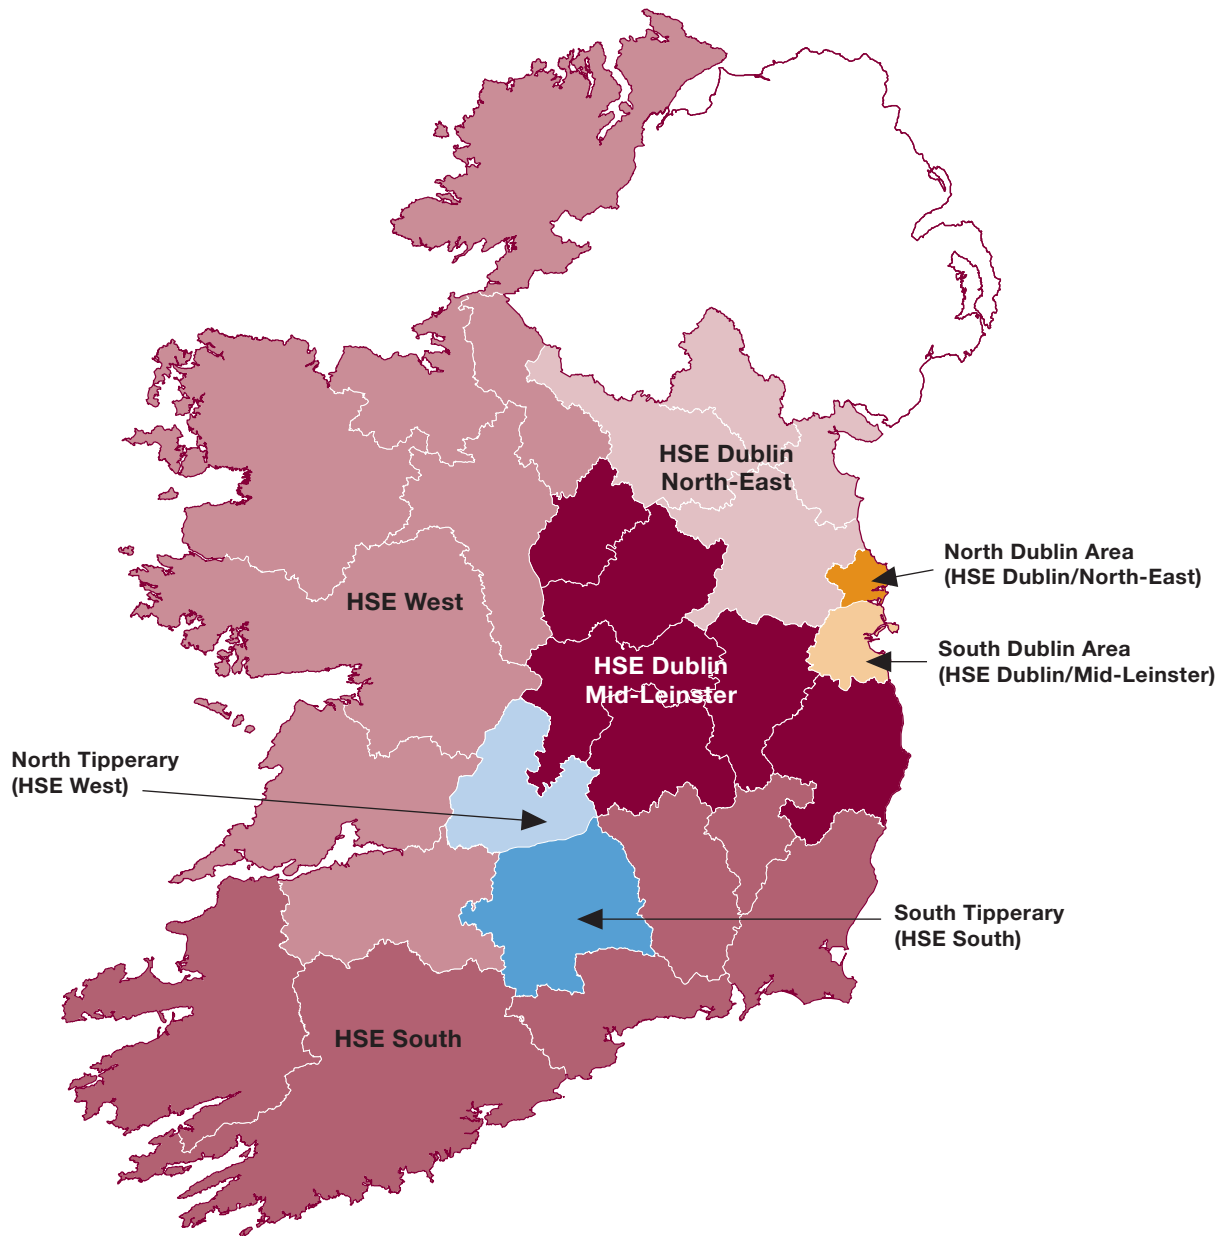 HSE Dublin
North-East
North Dublin Area
(HSE Dublin/North-East)
HSE West
South Dublin Area
(HSE Dublin/Mid-Leinster)
HSE Dublin
Mid-Leinster
North Tipperary
(HSE West)
South Tipperary
(HSE South)
HSE South